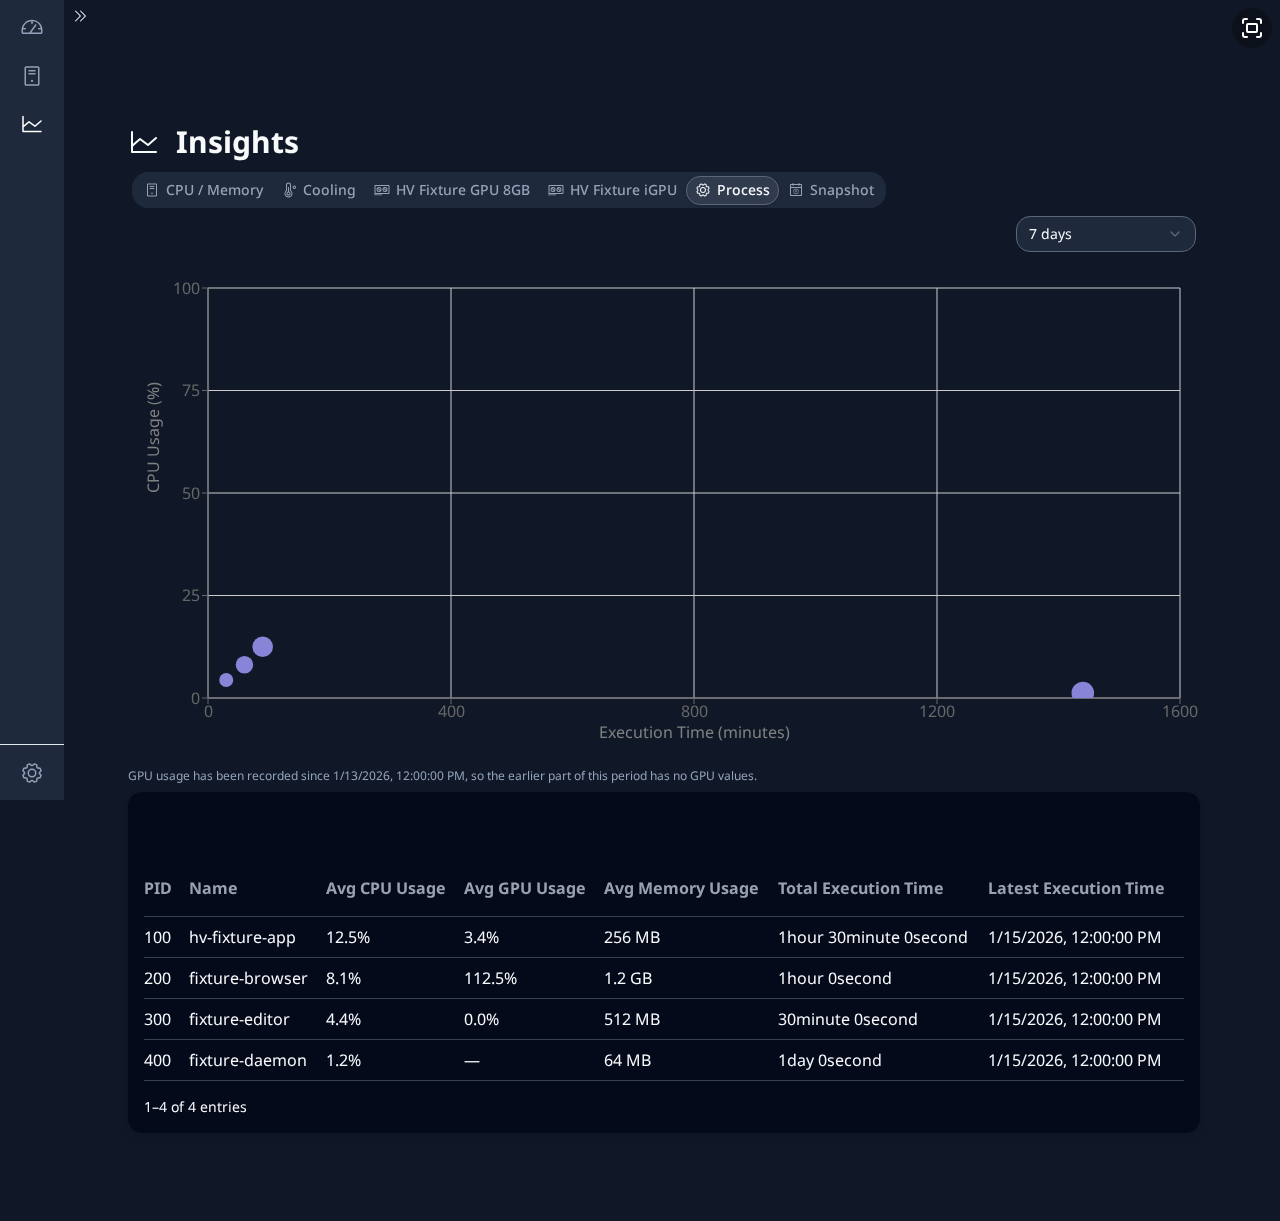 Insights
CPU / Memory Cooling HV Fixture GPU 8GB HV Fixture iGPU Process Snapshot
7 days
100
75
50
25
0
CPU Usage (%)
0 400 800 1200 1600
Execution Time (minutes)
GPU usage has been recorded since 1/13/2026, 12:00:00 PM, so the earlier part of this period has no GPU values.
PID Name Avg CPU Usage Avg GPU Usage Avg Memory Usage Total Execution Time Latest Execution Time
100 hv-fixture-app 12.5% 3.4% 256 MB 1hour 30minute 0second 1/15/2026, 12:00:00 PM
200 fixture-browser 8.1% 112.5% 1.2 GB 1hour 0second 1/15/2026, 12:00:00 PM
300 fixture-editor 4.4% 0.0% 512 MB 30minute 0second 1/15/2026, 12:00:00 PM
400 fixture-daemon 1.2% — 64 MB 1day 0second 1/15/2026, 12:00:00 PM
1–4 of 4 entries